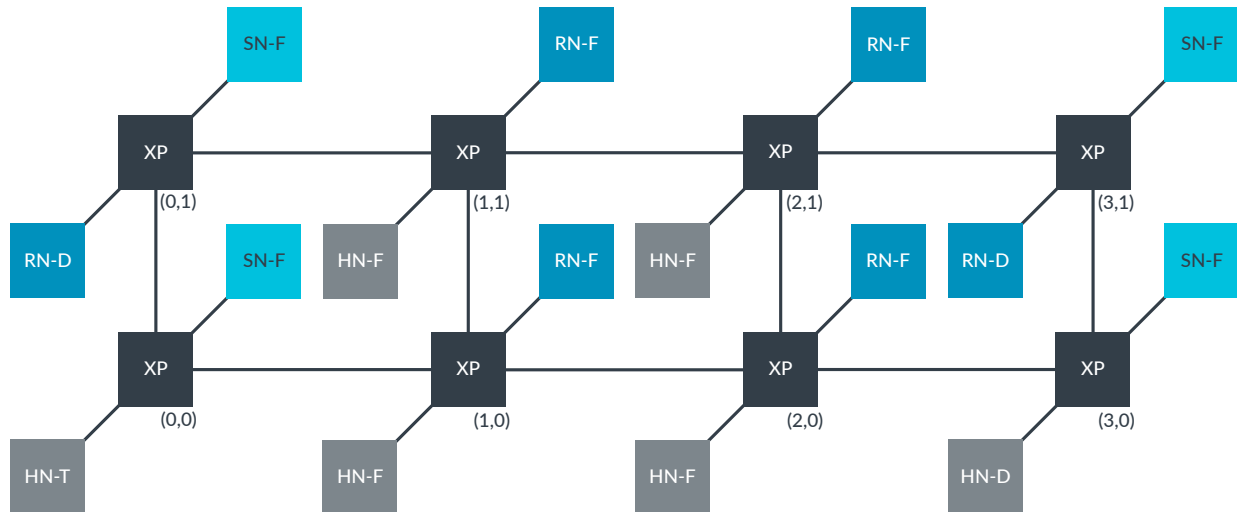 SN-F
RN-F
RN-F
SN-F
XP
XP
XP
XP
(0,1)
(1,1)
(2,1)
(3,1)
RN-D
SN-F
HN-F
RN-F
HN-F
RN-F
RN-D
SN-F
XP
XP
XP
XP
(0,0)
(1,0)
(2,0)
(3,0)
HN-T
HN-F
HN-F
HN-D